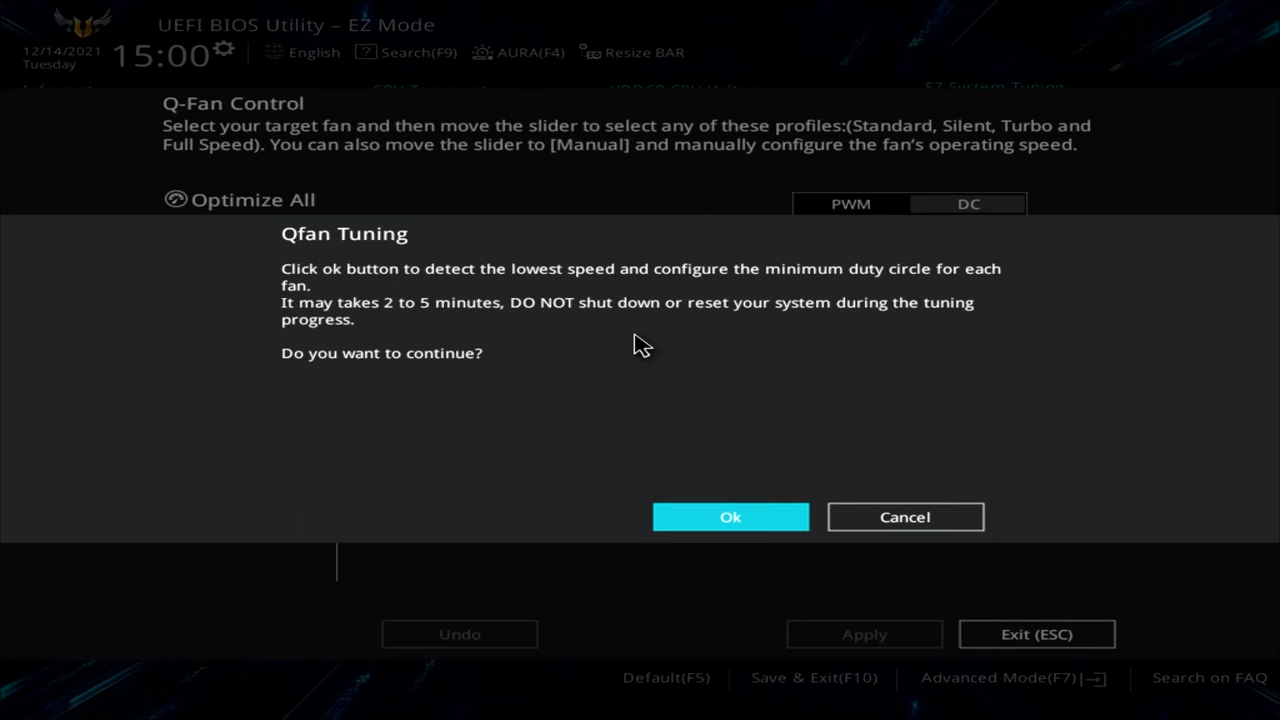 UEFI BIOS Utility – EZ Mode
12/14/2021
Tuesday
15:00
English
Search(F9)
AURA(F4)
Resize BAR
EZ System Tuning
Q-Fan Control
Select your target fan and then move the slider to select any of these profiles:(Standard, Silent, Turbo and
Full Speed). You can also move the slider to [Manual] and manually configure the fan's operating speed.
Optimize All
PWM
DC
Qfan Tuning
Click ok button to detect the lowest speed and configure the minimum duty circle for each
fan.
It may takes 2 to 5 minutes, DO NOT shut down or reset your system during the tuning
progress.
Do you want to continue?
Ok
Cancel
Undo
Apply
Exit (ESC)
Default(F5)
Save & Exit(F10)
Advanced Mode(F7)
Search on FAQ